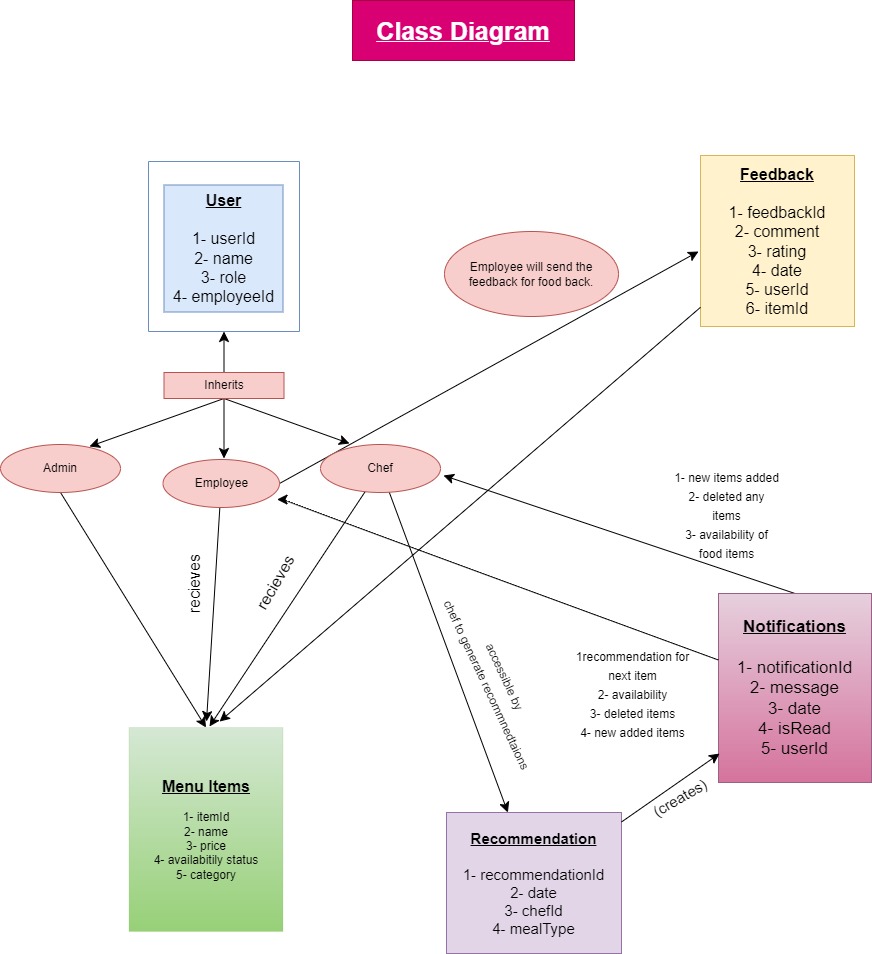 Class Diagram
User
1- userId
2- name
3- role
4- employeeId
Feedback
1- feedbackId
2- comment
3- rating
4- date
5- userId
6- itemId
Employee will send the
feedback for food back.
Inherits
Admin
Employee
Chef
1- new items added
2- deleted any
items
3- availability of
food items
recieves
recieves
chef to generate recommnedtaions
accessible by
Notifications
1- notificationId
2- message
3- date
4- isRead
5- userId
1recommendation for
next item
2- availability
3- deleted items
4- new added items
Menu Items
1- itemId
2- name
3- price
4- availabitily status
5- category
(creates)
Recommendation
1- recommendationId
2- date
3- chefId
4- mealType